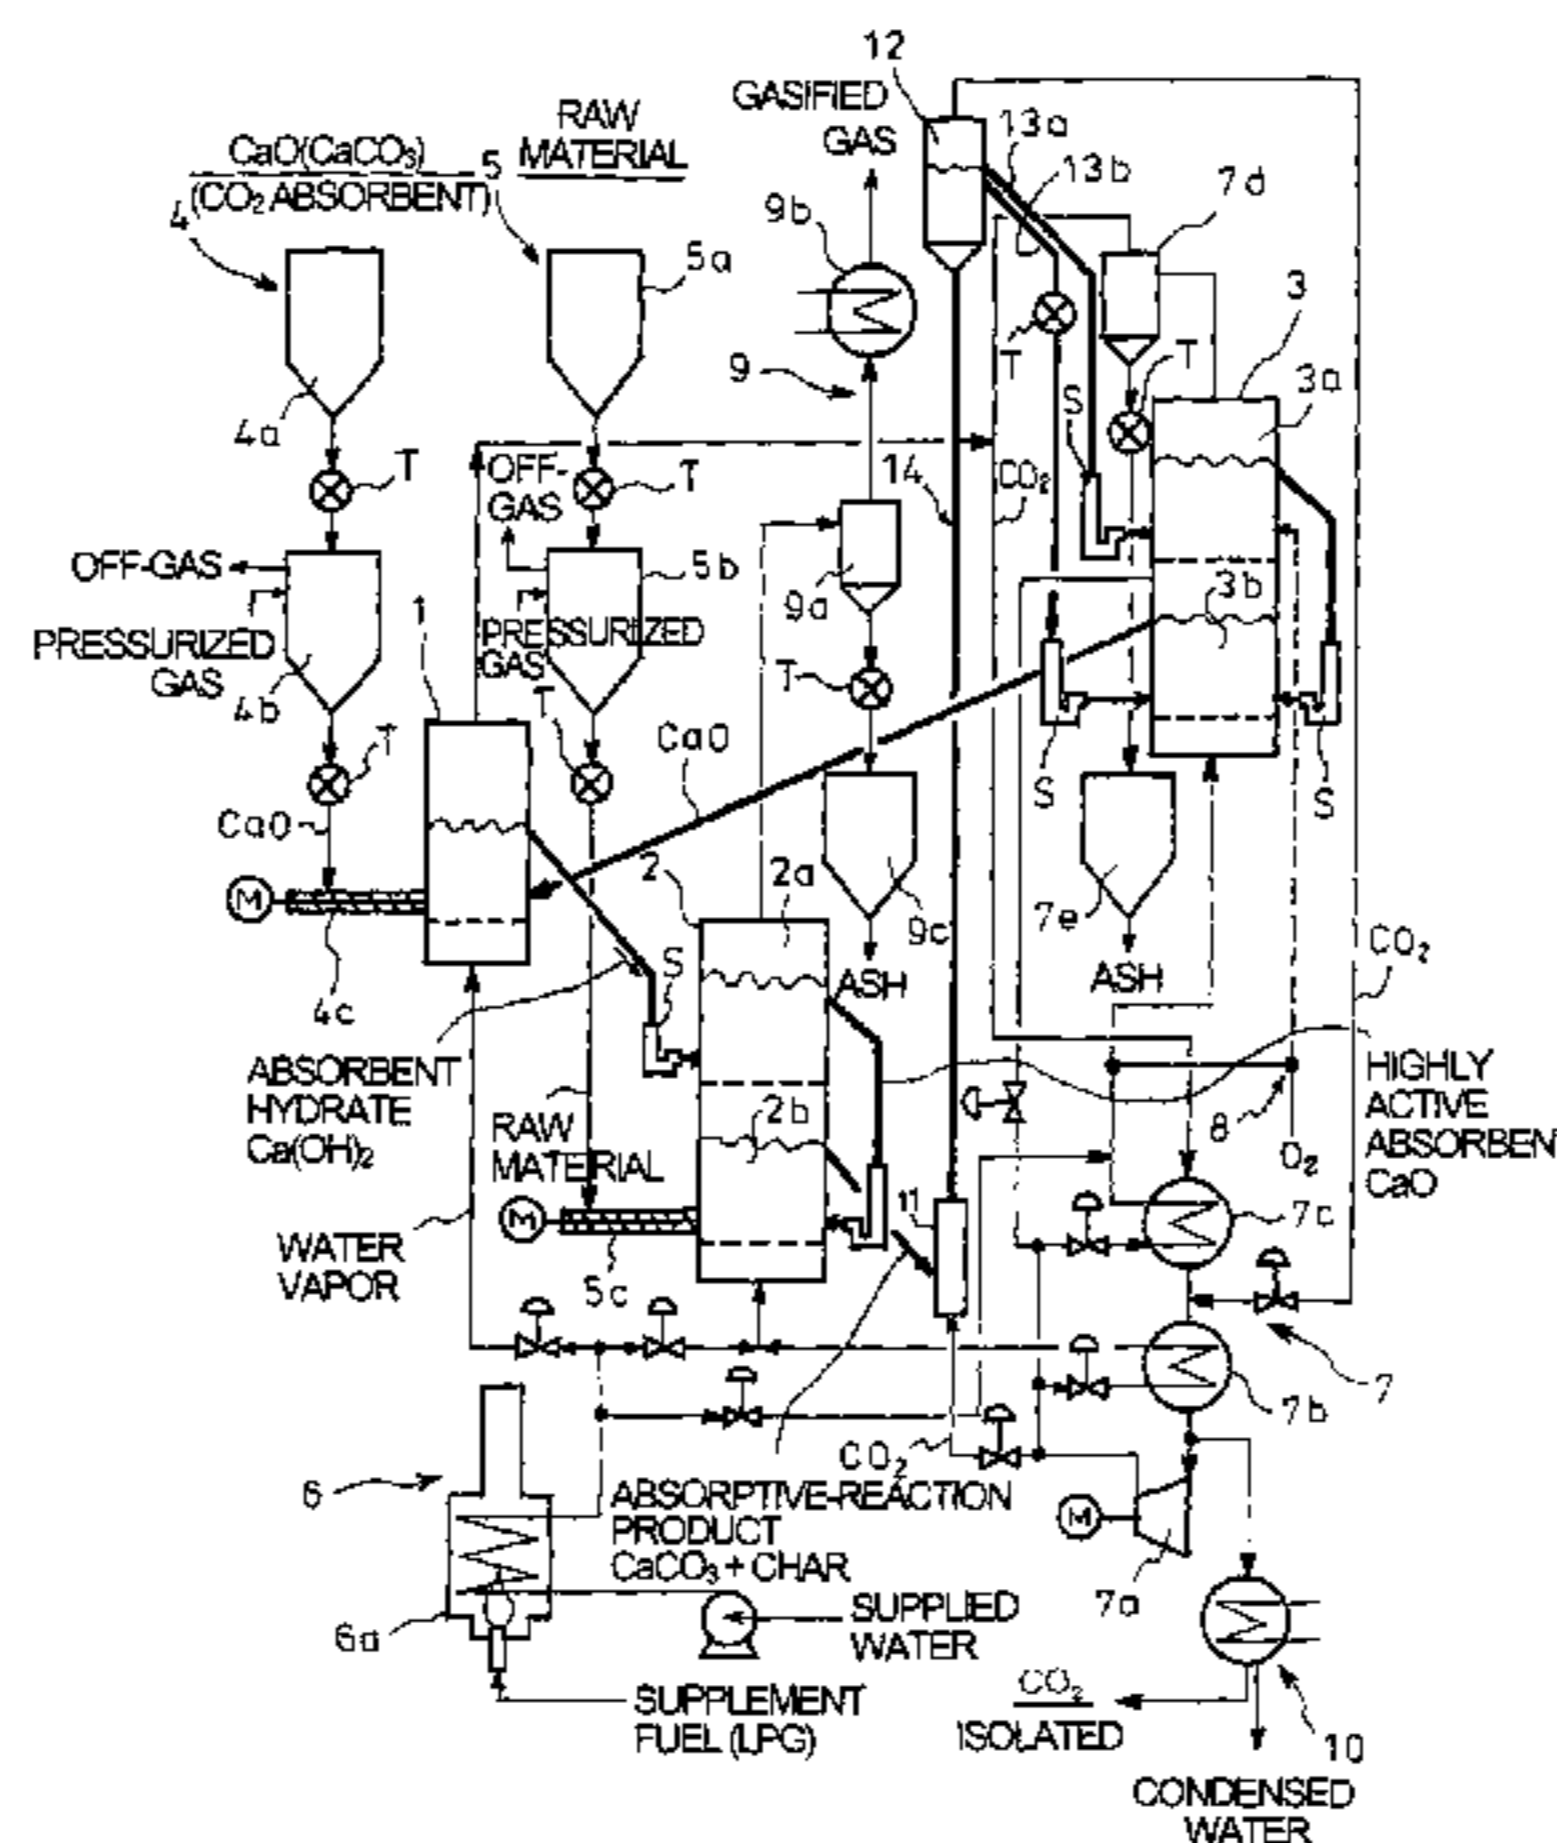 12
GASIFIED
GAS
RAW
MATERIAL
CaO(CaCO₃)
(CO₂ ABSORBENT)
5
4
13a
13b
7d
9b
5a
3
T
T
3a
9
S
4a
T
OFF-
GAS
T
14
CO₂
OFF-GAS
5b
9a
3b
1
PRESSURIZED
GAS
PRESSURIZED
GAS
4b
T
T
T
CaO
S
S
CaO
M
2
2a
9c
7e
CO₂
4c
S
ASH
ASH
ABSORBENT
HYDRATE
Ca(OH)₂
2b
RAW
MATERIAL
8
O₂
HIGHLY
ACTIVE
ABSORBEN
CaO
M
11
7c
WATER
VAPOR
5c
7
7b
CO₂
6
ABSORPTIVE-REACTION
PRODUCT
CaCO₃ + CHAR
M
7a
6a
SUPPLIED
WATER
SUPPLEMENT
FUEL (LPG)
CO₂
ISOLATED
10
CONDENSED
WATER